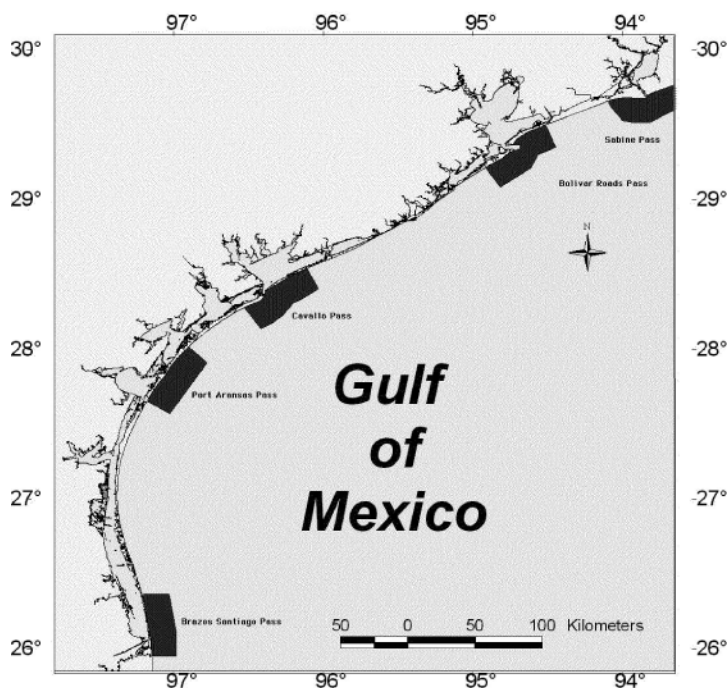 97° 96° 95° 94°
30° -30°
Sabine Pass
Bolivar Roads Pass
29° -29°
N
Cavallo Pass
28° -28°
Gulf
Port Aransas Pass
of
27° -27°
Mexico
Brazos Santiago Pass
50 0 50 100 Kilometers
26° -26°
97° 96° 95° 94°